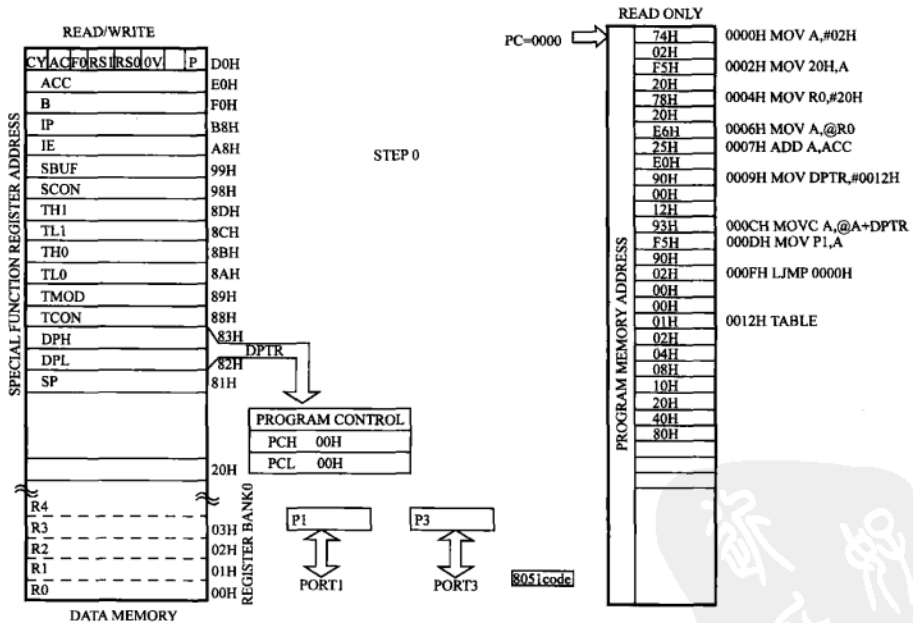 READ/WRITE
CY AC F0 RS1 RS0 0V P D0H
ACC E0H
B F0H
IP B8H
IE A8H
SBUF 99H
SCON 98H
TH1 8DH
TL1 8CH
TH0 8BH
TL0 8AH
TMOD 89H
TCON 88H
DPH 83H
DPL 82H
SP 81H
20H
R4
R3 03H
R2 02H
R1 01H
R0 00H
DATA MEMORY
SPECIAL FUNCTION REGISTER ADDRESS
REGISTER BANK0
DPTR
STEP 0
PROGRAM CONTROL
PCH 00H
PCL 00H
P1
P3
PORT1
PORT3
8051code
READ ONLY
PC=0000
PROGRAM MEMORY ADDRESS
74H 0000H MOV A,#02H
02H
F5H 0002H MOV 20H,A
20H
78H 0004H MOV R0,#20H
20H
E6H 0006H MOV A,@R0
25H 0007H ADD A,ACC
E0H
90H 0009H MOV DPTR,#0012H
00H
12H
93H 000CH MOVC A,@A+DPTR
F5H 000DH MOV P1,A
90H
02H 000FH LJMP 0000H
00H
00H
01H 0012H TABLE
02H
04H
08H
10H
20H
40H
80H